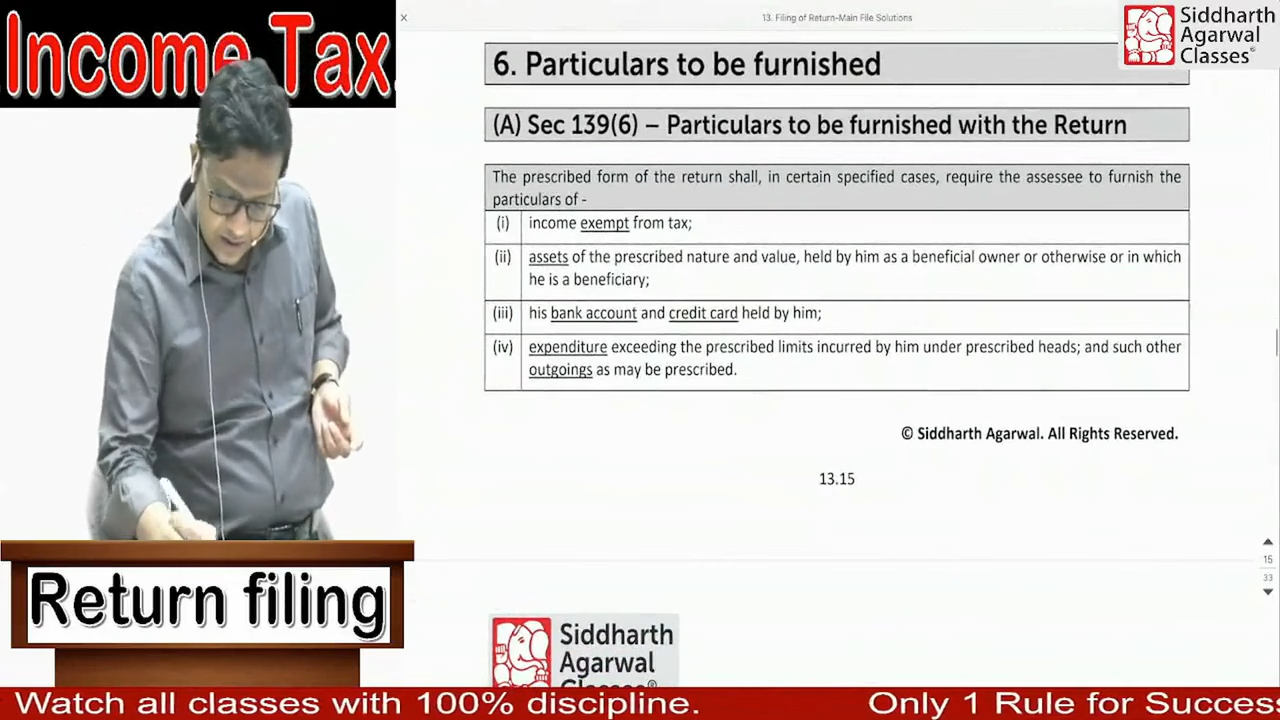 Income Tax
13. Filing of Return-Main File Solutions
Siddharth
Agarwal
Classes®
6. Particulars to be furnished
(A) Sec 139(6) – Particulars to be furnished with the Return
The prescribed form of the return shall, in certain specified cases, require the assessee to furnish the
particulars of -
(i) income exempt from tax;
(ii) assets of the prescribed nature and value, held by him as a beneficial owner or otherwise or in which
he is a beneficiary;
(iii) his bank account and credit card held by him;
(iv) expenditure exceeding the prescribed limits incurred by him under prescribed heads; and such other
outgoings as may be prescribed.
© Siddharth Agarwal. All Rights Reserved.
13.15
15
33
Return filing
Siddharth
Agarwal
Classes®
Watch all classes with 100% discipline. Only 1 Rule for Success